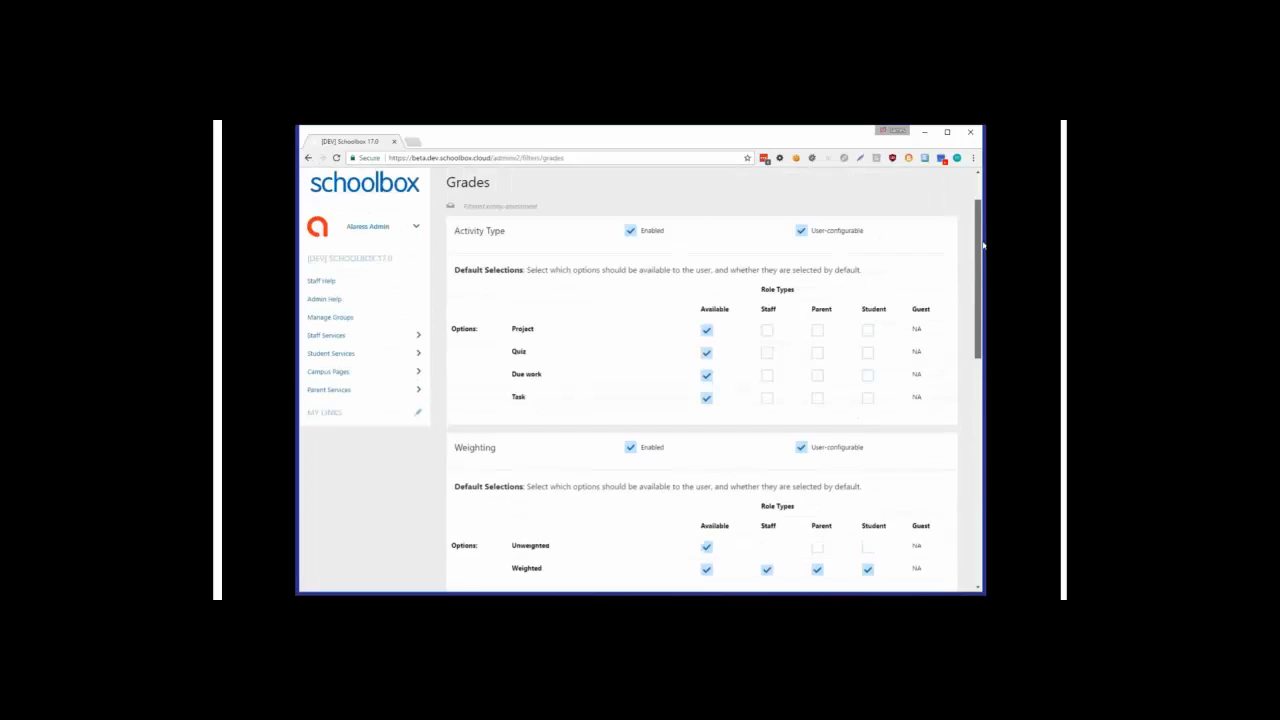 [DEV] Schoolbox 17.0
Secure https://beta.dev.schoolbox.cloud/adminv2/filters/grades
schoolbox
Alaress Admin
[DEV] SCHOOLBOX 17.0
Staff Help
Admin Help
Manage Groups
Staff Services
Student Services
Campus Pages
Parent Services
MY LINKS
Grades
Activity Type Enabled User-configurable
Default Selections: Select which options should be available to the user, and whether they are selected by default.
Role Types
Available Staff Parent Student Guest
Options: Project NA
Quiz NA
Due work NA
Task NA
Weighting Enabled User-configurable
Default Selections: Select which options should be available to the user, and whether they are selected by default.
Role Types
Available Staff Parent Student Guest
Options: Unweighted NA
Weighted NA